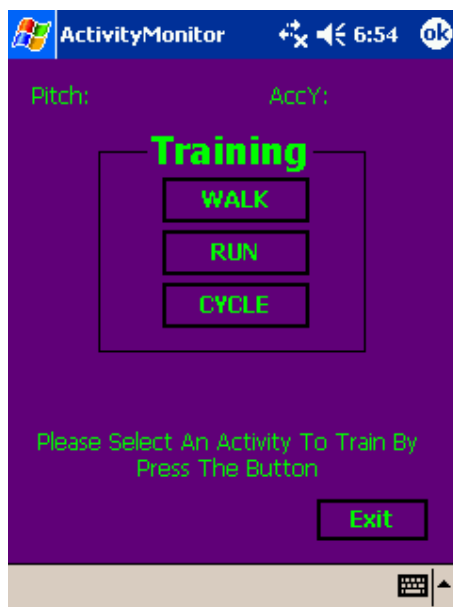 ActivityMonitor 6:54 ok
Pitch: AccY:
Training
WALK
RUN
CYCLE
Please Select An Activity To Train By
Press The Button
Exit